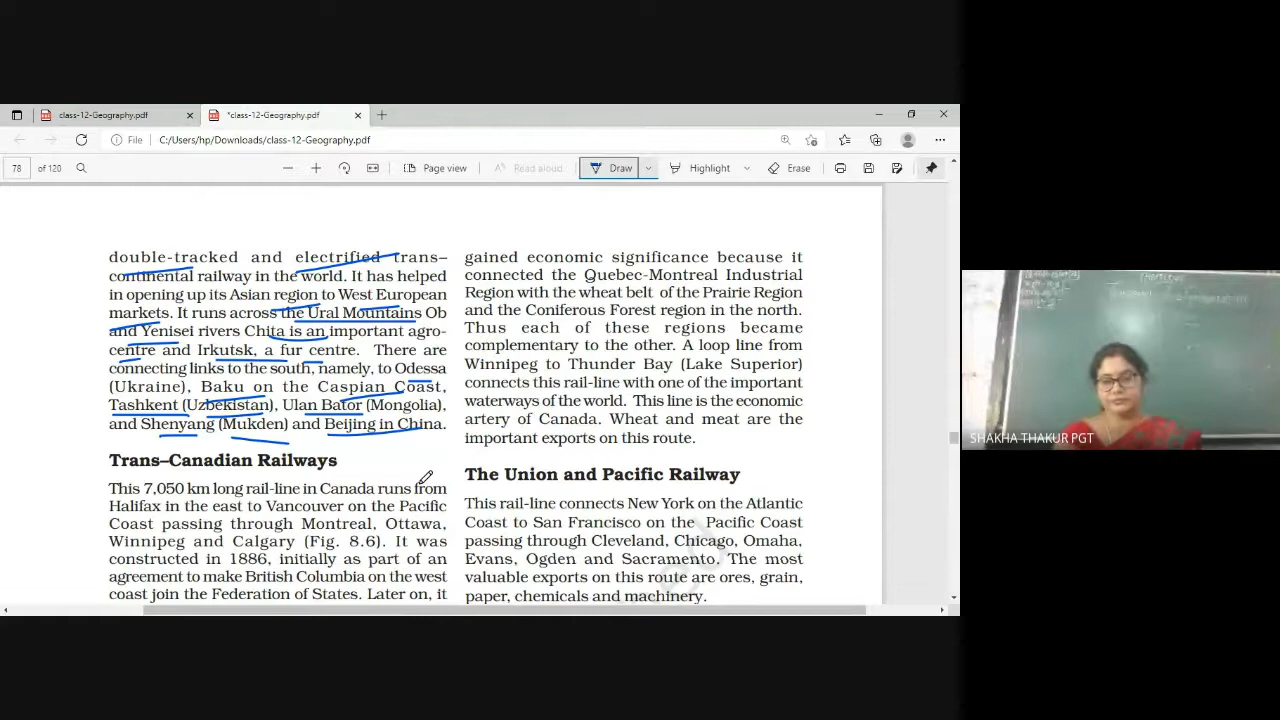 class-12-Geography.pdf
*class-12-Geography.pdf
File
C:/Users/hp/Downloads/class-12-Geography.pdf
78 of 120
Page view
Read aloud
Draw
Highlight
Erase
double-tracked and electrified trans–
continental railway in the world. It has helped
in opening up its Asian region to West European
markets. It runs across the Ural Mountains Ob
and Yenisei rivers Chita is an important agro-
centre and Irkutsk, a fur centre. There are
connecting links to the south, namely, to Odessa
(Ukraine), Baku on the Caspian Coast,
Tashkent (Uzbekistan), Ulan Bator (Mongolia),
and Shenyang (Mukden) and Beijing in China.
Trans–Canadian Railways
This 7,050 km long rail-line in Canada runs from
Halifax in the east to Vancouver on the Pacific
Coast passing through Montreal, Ottawa,
Winnipeg and Calgary (Fig. 8.6). It was
constructed in 1886, initially as part of an
agreement to make British Columbia on the west
coast join the Federation of States. Later on, it
gained economic significance because it
connected the Quebec-Montreal Industrial
Region with the wheat belt of the Prairie Region
and the Coniferous Forest region in the north.
Thus each of these regions became
complementary to the other. A loop line from
Winnipeg to Thunder Bay (Lake Superior)
connects this rail-line with one of the important
waterways of the world. This line is the economic
artery of Canada. Wheat and meat are the
important exports on this route.
The Union and Pacific Railway
This rail-line connects New York on the Atlantic
Coast to San Francisco on the Pacific Coast
passing through Cleveland, Chicago, Omaha,
Evans, Ogden and Sacramento. The most
valuable exports on this route are ores, grain,
paper, chemicals and machinery.
SHAKHA THAKUR PGT